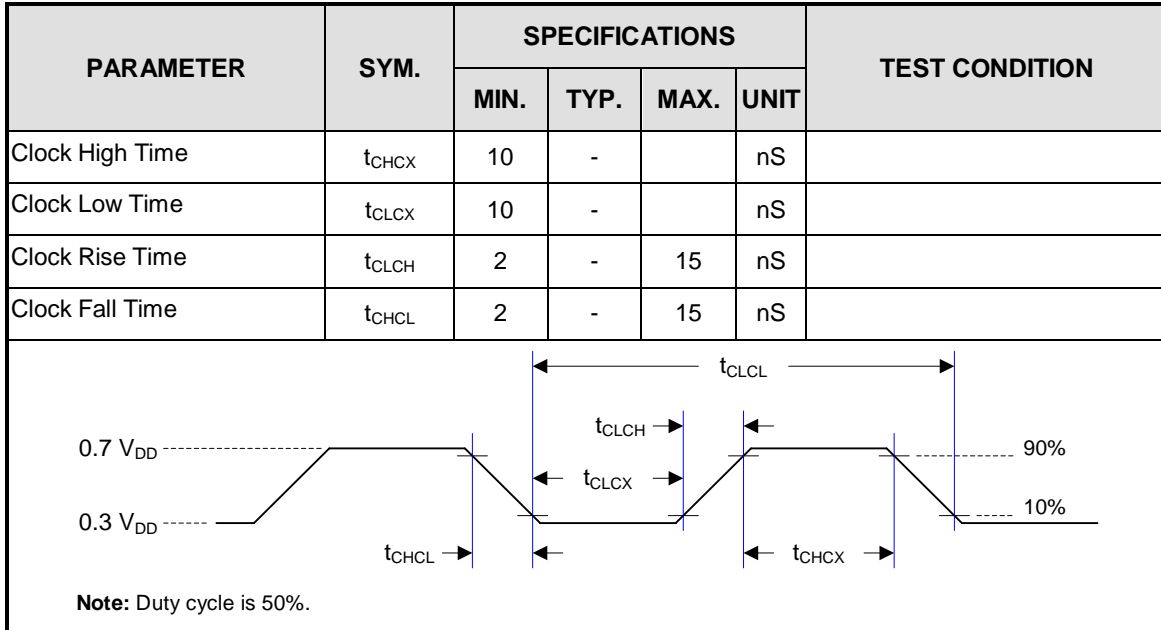 PARAMETER SYM. SPECIFICATIONS TEST CONDITION
MIN. TYP. MAX. UNIT
Clock High Time tCHCX 10 - nS
Clock Low Time tCLCX 10 - nS
Clock Rise Time tCLCH 2 - 15 nS
Clock Fall Time tCHCL 2 - 15 nS
tCLCL
tCLCH
0.7 VDD 90%
tCLCX
0.3 VDD 10%
tCHCL tCHCX
Note: Duty cycle is 50%.